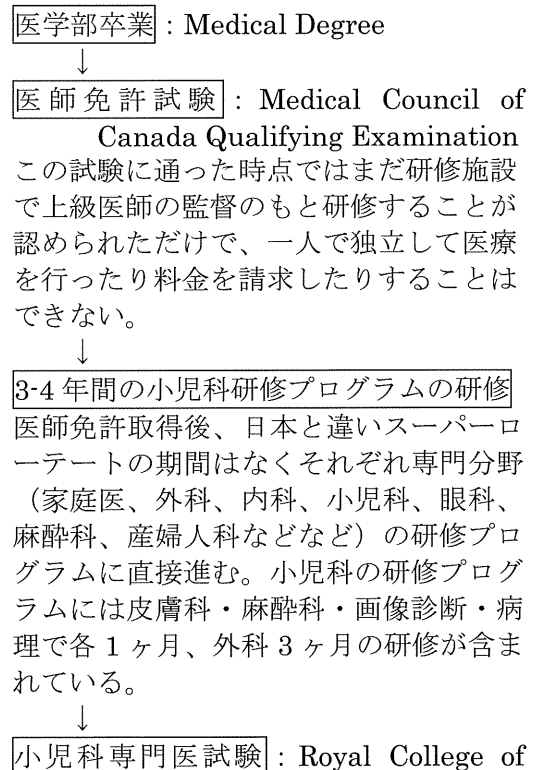 医学部卒業 : Medical Degree
↓
医師免許試験 : Medical Council of
Canada Qualifying Examination
この試験に通った時点ではまだ研修施設
で上級医師の監督のもと研修することが
認められただけで、一人で独立して医療
を行ったり料金を請求したりすることは
できない。
↓
3-4 年間の小児科研修プログラムの研修
医師免許取得後、日本と違いスーパーロ
ーテートの期間はなくそれぞれ専門分野
（家庭医、外科、内科、小児科、眼科、
麻酔科、産婦人科などなど）の研修プロ
グラムに直接進む。小児科の研修プログ
ラムには皮膚科・麻酔科・画像診断・病
理で各 1 ヶ月、外科 3 ヶ月の研修が含ま
れている。
↓
小児科専門医試験 : Royal College of